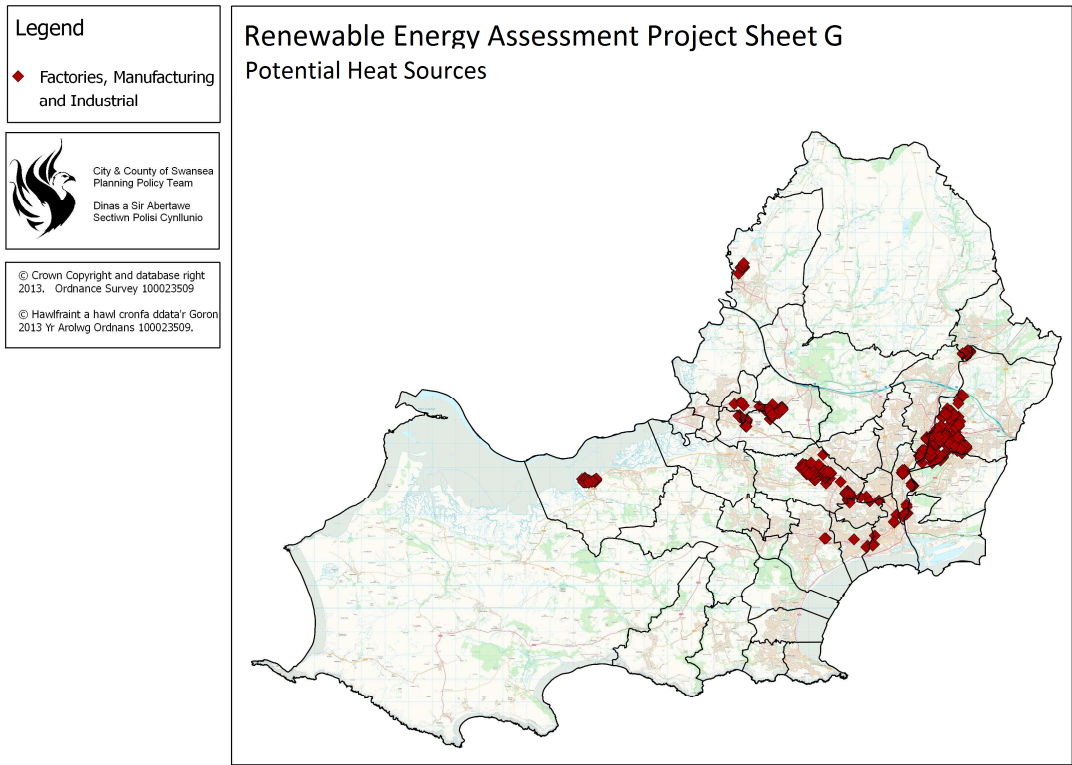 Legend
Factories, Manufacturing
and Industrial
City & County of Swansea
Planning Policy Team
Dinas a Sir Abertawe
Sectiwn Polisi Cynllunio
© Crown Copyright and database right
2013. Ordnance Survey 100023509
© Hawlfraint a hawl cronfa ddata'r Goron
2013 Yr Arolwg Ordnans 100023509.
Renewable Energy Assessment Project Sheet G
Potential Heat Sources